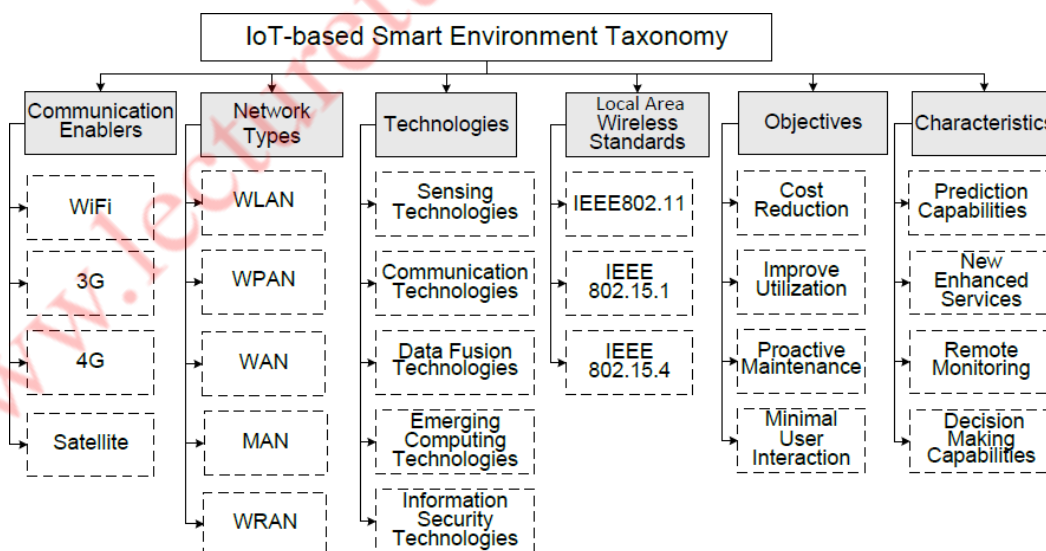 IoT-based Smart Environment Taxonomy
Communication
Enablers
WiFi
3G
4G
Satellite
Network
Types
WLAN
WPAN
WAN
MAN
WRAN
Technologies
Sensing
Technologies
Communication
Technologies
Data Fusion
Technologies
Emerging
Computing
Technologies
Information
Security
Technologies
Local Area
Wireless
Standards
IEEE802.11
IEEE
802.15.1
IEEE
802.15.4
Objectives
Cost
Reduction
Improve
Utilization
Proactive
Maintenance
Minimal
User
Interaction
Characteristics
Prediction
Capabilities
New
Enhanced
Services
Remote
Monitoring
Decision
Making
Capabilities